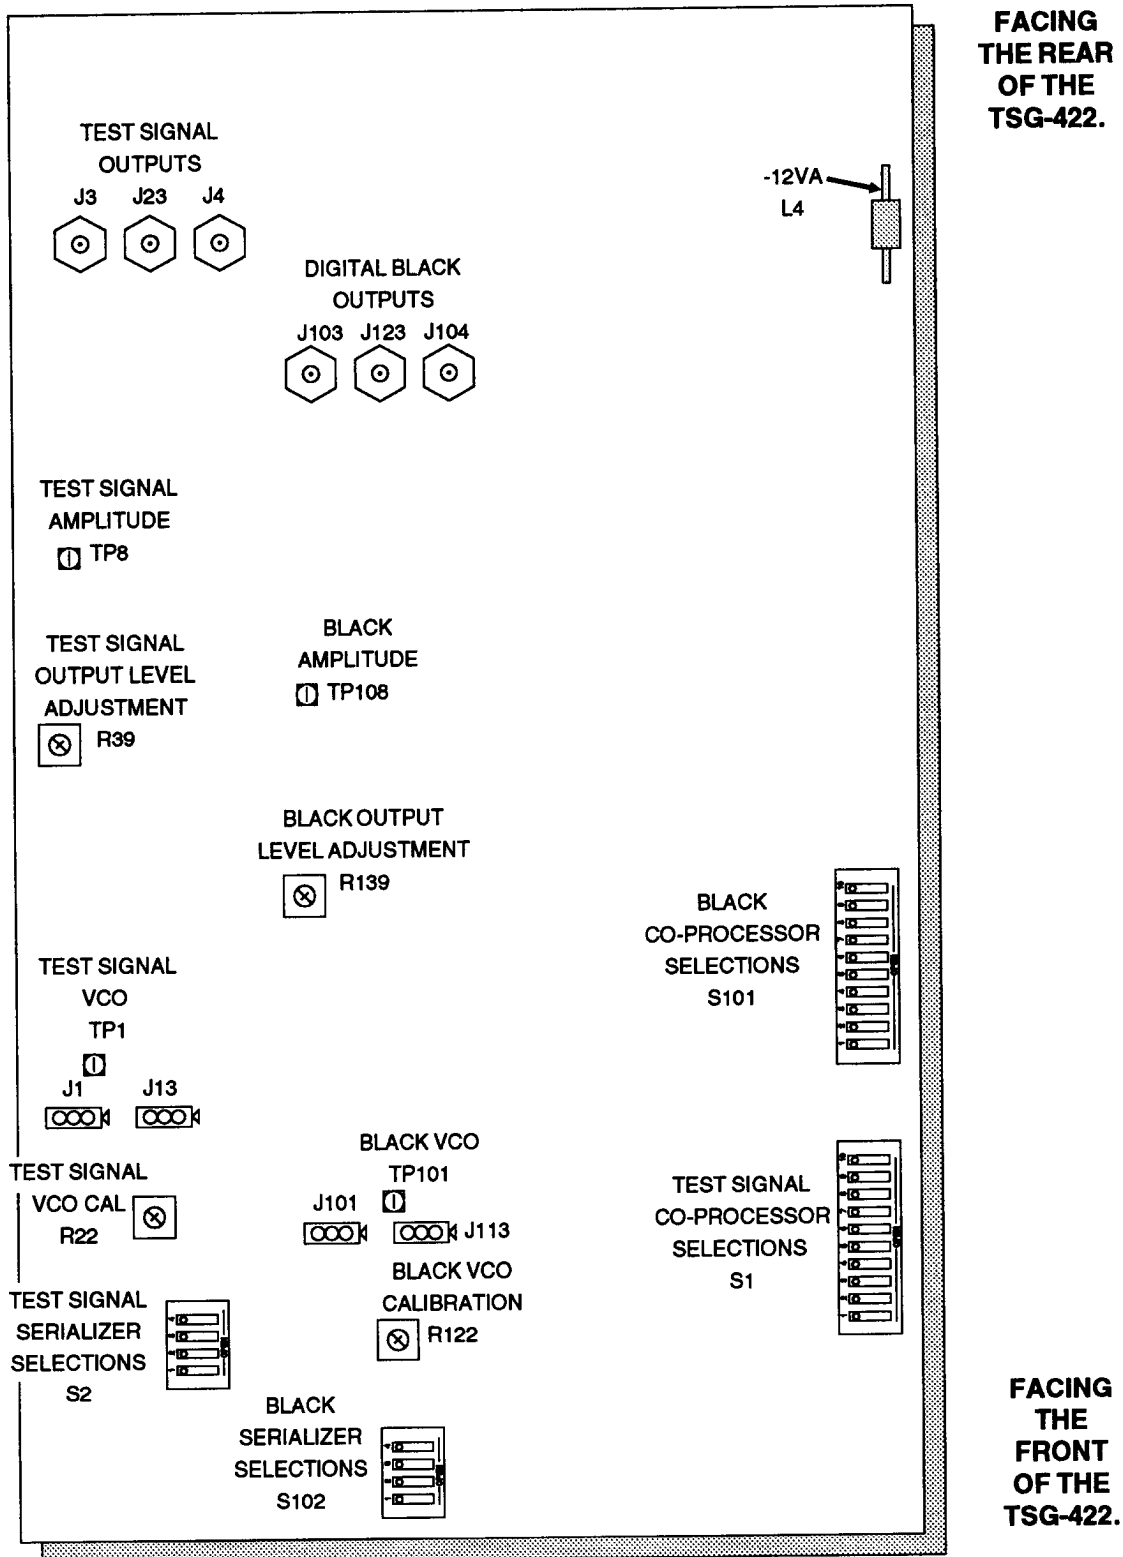 FACING
THE REAR
OF THE
TSG-422.
TEST SIGNAL
OUTPUTS
J3 J23 J4
-12VA
L4
DIGITAL BLACK
OUTPUTS
J103 J123 J104
TEST SIGNAL
AMPLITUDE
TP8
BLACK
AMPLITUDE
TP108
TEST SIGNAL
OUTPUT LEVEL
ADJUSTMENT
R39
BLACK OUTPUT
LEVEL ADJUSTMENT
R139
BLACK
CO-PROCESSOR
SELECTIONS
S101
TEST SIGNAL
VCO
TP1
J1 J13
BLACK VCO
TP101
J101
J113
TEST SIGNAL
VCO CAL
R22
TEST SIGNAL
CO-PROCESSOR
SELECTIONS
S1
BLACK VCO
CALIBRATION
R122
TEST SIGNAL
SERIALIZER
SELECTIONS
S2
BLACK
SERIALIZER
SELECTIONS
S102
FACING
THE
FRONT
OF THE
TSG-422.